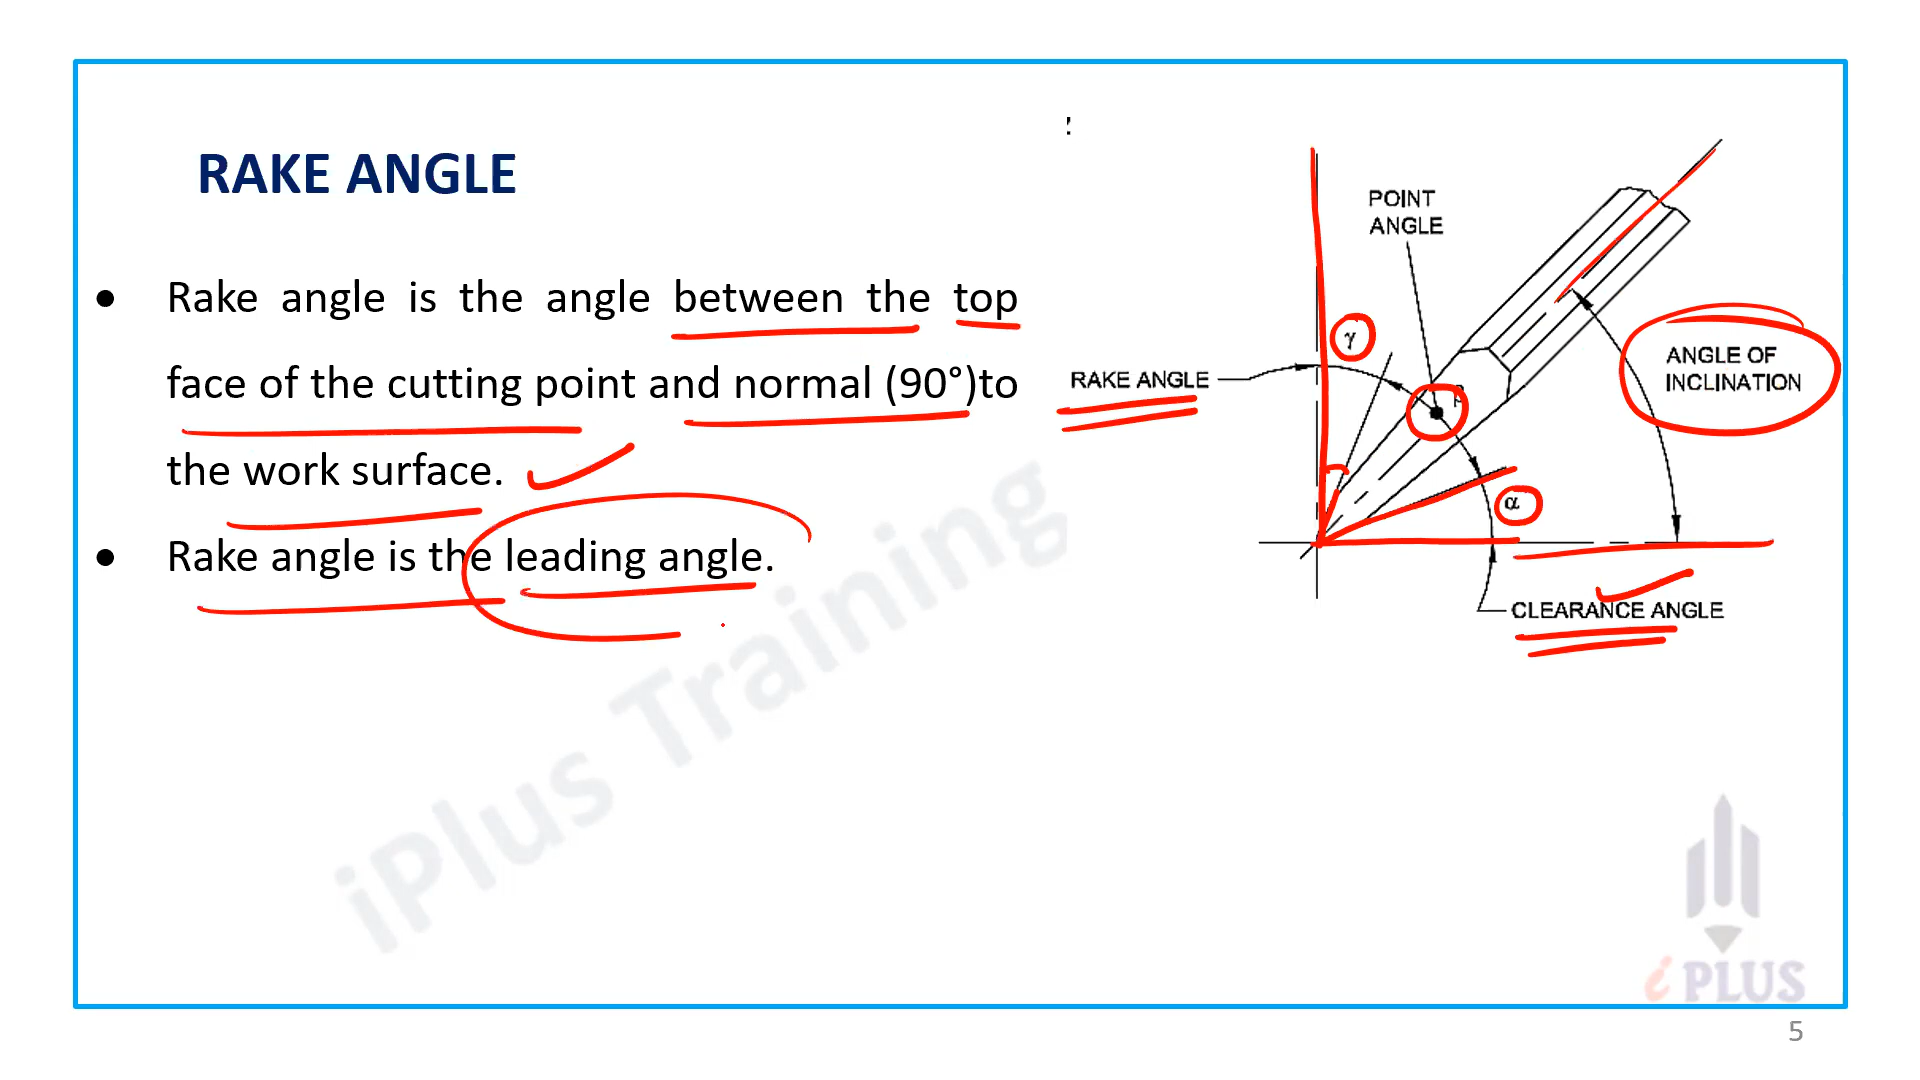 RAKE ANGLE
● Rake angle is the angle between the top
face of the cutting point and normal (90°)to
the work surface.
● Rake angle is the leading angle.
POINT
ANGLE
γ
RAKE ANGLE
β
ANGLE OF
INCLINATION
α
CLEARANCE ANGLE
iPlus Training
i PLUS
5